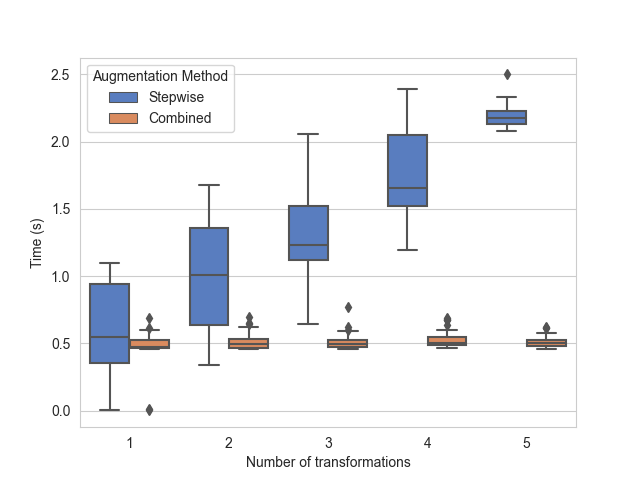 Augmentation Method
Stepwise
Combined
Time (s)
2.5
2.0
1.5
1.0
0.5
0.0
1 2 3 4 5
Number of transformations